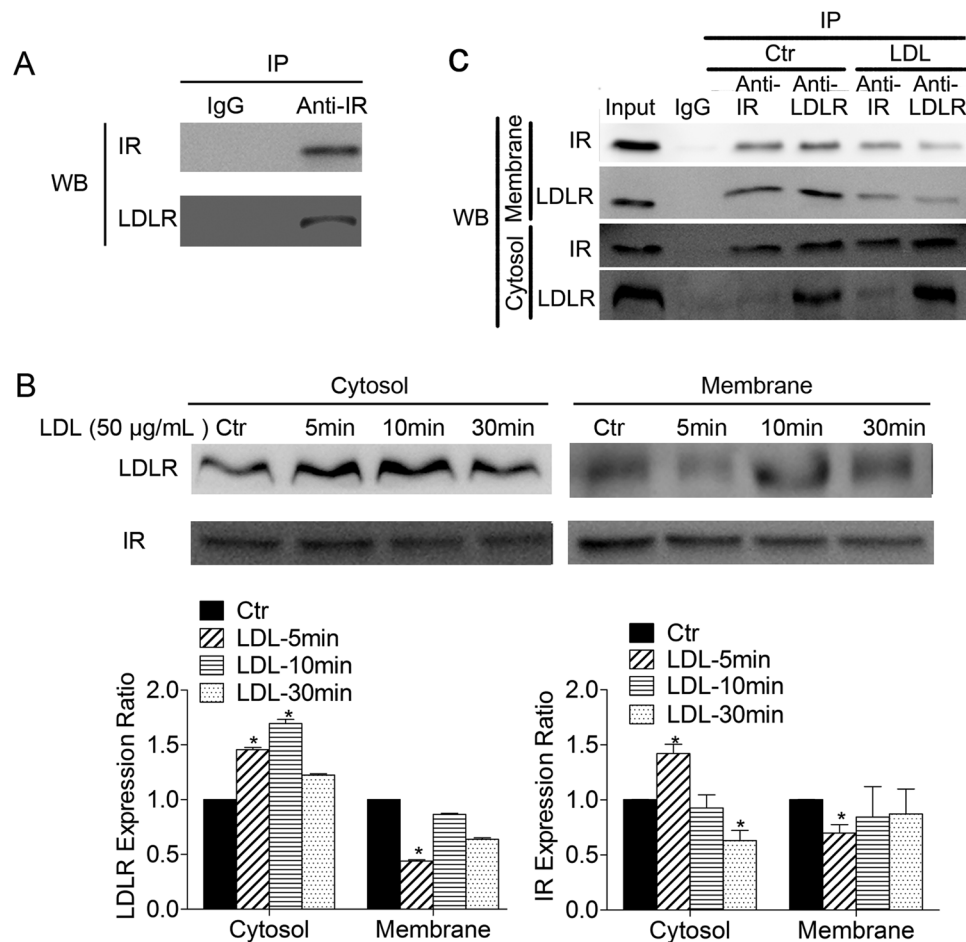 A
IP
IgG Anti-IR
WB
IR
LDLR
C
IP
Ctr LDL
Input IgG Anti-IR Anti-LDLR Anti-IR Anti-LDLR
WB
Membrane
IR
LDLR
Cytosol
IR
LDLR
B
Cytosol Membrane
LDL (50 µg/mL ) Ctr 5min 10min 30min Ctr 5min 10min 30min
LDLR
IR
Ctr
LDL-5min
LDL-10min
LDL-30min
LDLR Expression Ratio
2.0
1.5
1.0
0.5
0.0
* * *
Cytosol Membrane
Ctr
LDL-5min
LDL-10min
LDL-30min
IR Expression Ratio
2.0
1.5
1.0
0.5
0.0
* * *
Cytosol Membrane